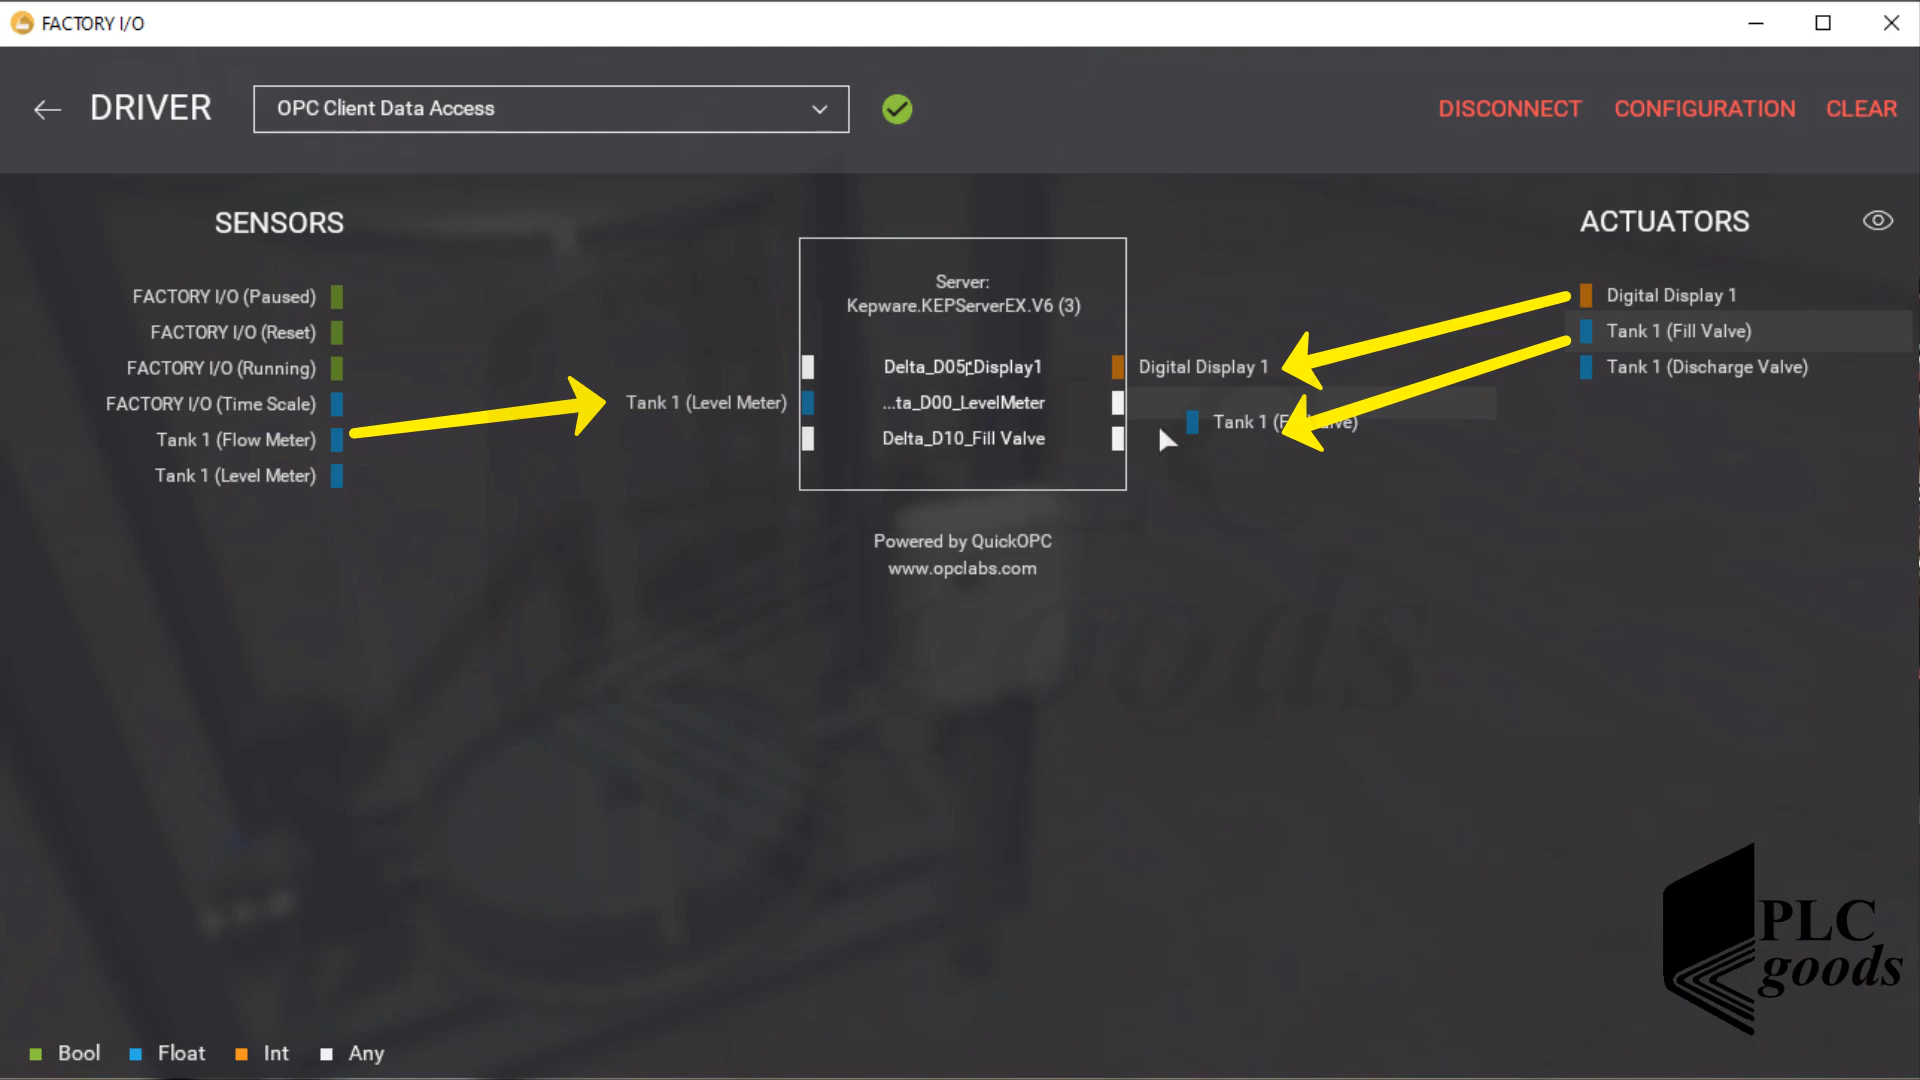 FACTORY I/O
DRIVER
OPC Client Data Access
DISCONNECT
CONFIGURATION
CLEAR
SENSORS
FACTORY I/O (Paused)
FACTORY I/O (Reset)
FACTORY I/O (Running)
FACTORY I/O (Time Scale)
Tank 1 (Flow Meter)
Tank 1 (Level Meter)
Tank 1 (Level Meter)
Server:
Kepware.KEPServerEX.V6 (3)
Delta_D05_Display1
...ta_D00_LevelMeter
Delta_D10_Fill Valve
Digital Display 1
Tank 1
Powered by QuickOPC
www.opclabs.com
ACTUATORS
Digital Display 1
Tank 1 (Fill Valve)
Tank 1 (Discharge Valve)
PLC
goods
Bool
Float
Int
Any